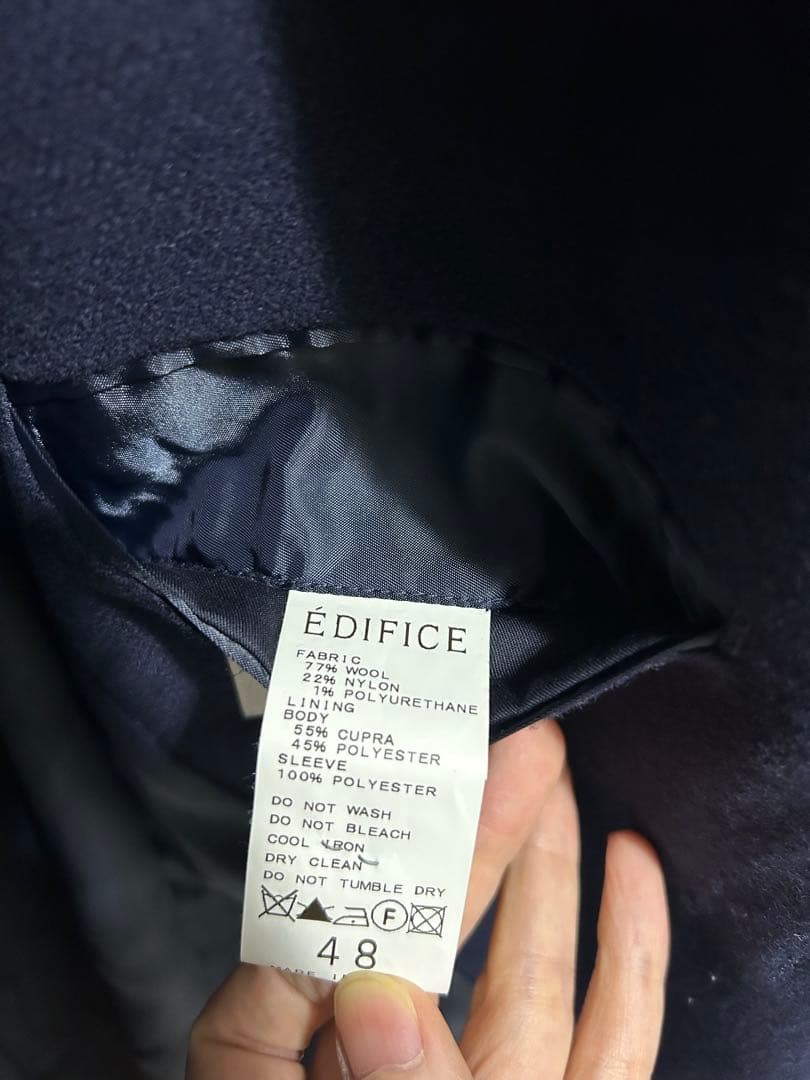 ÉDIFICE
FABRIC
77% WOOL
22% NYLON
1% POLYURETHANE
LINING
BODY
55% CUPRA
45% POLYESTER
SLEEVE
100% POLYESTER
DO NOT WASH
DO NOT BLEACH
COOL IRON
DRY CLEAN
DO NOT TUMBLE DRY
F
48
MADE